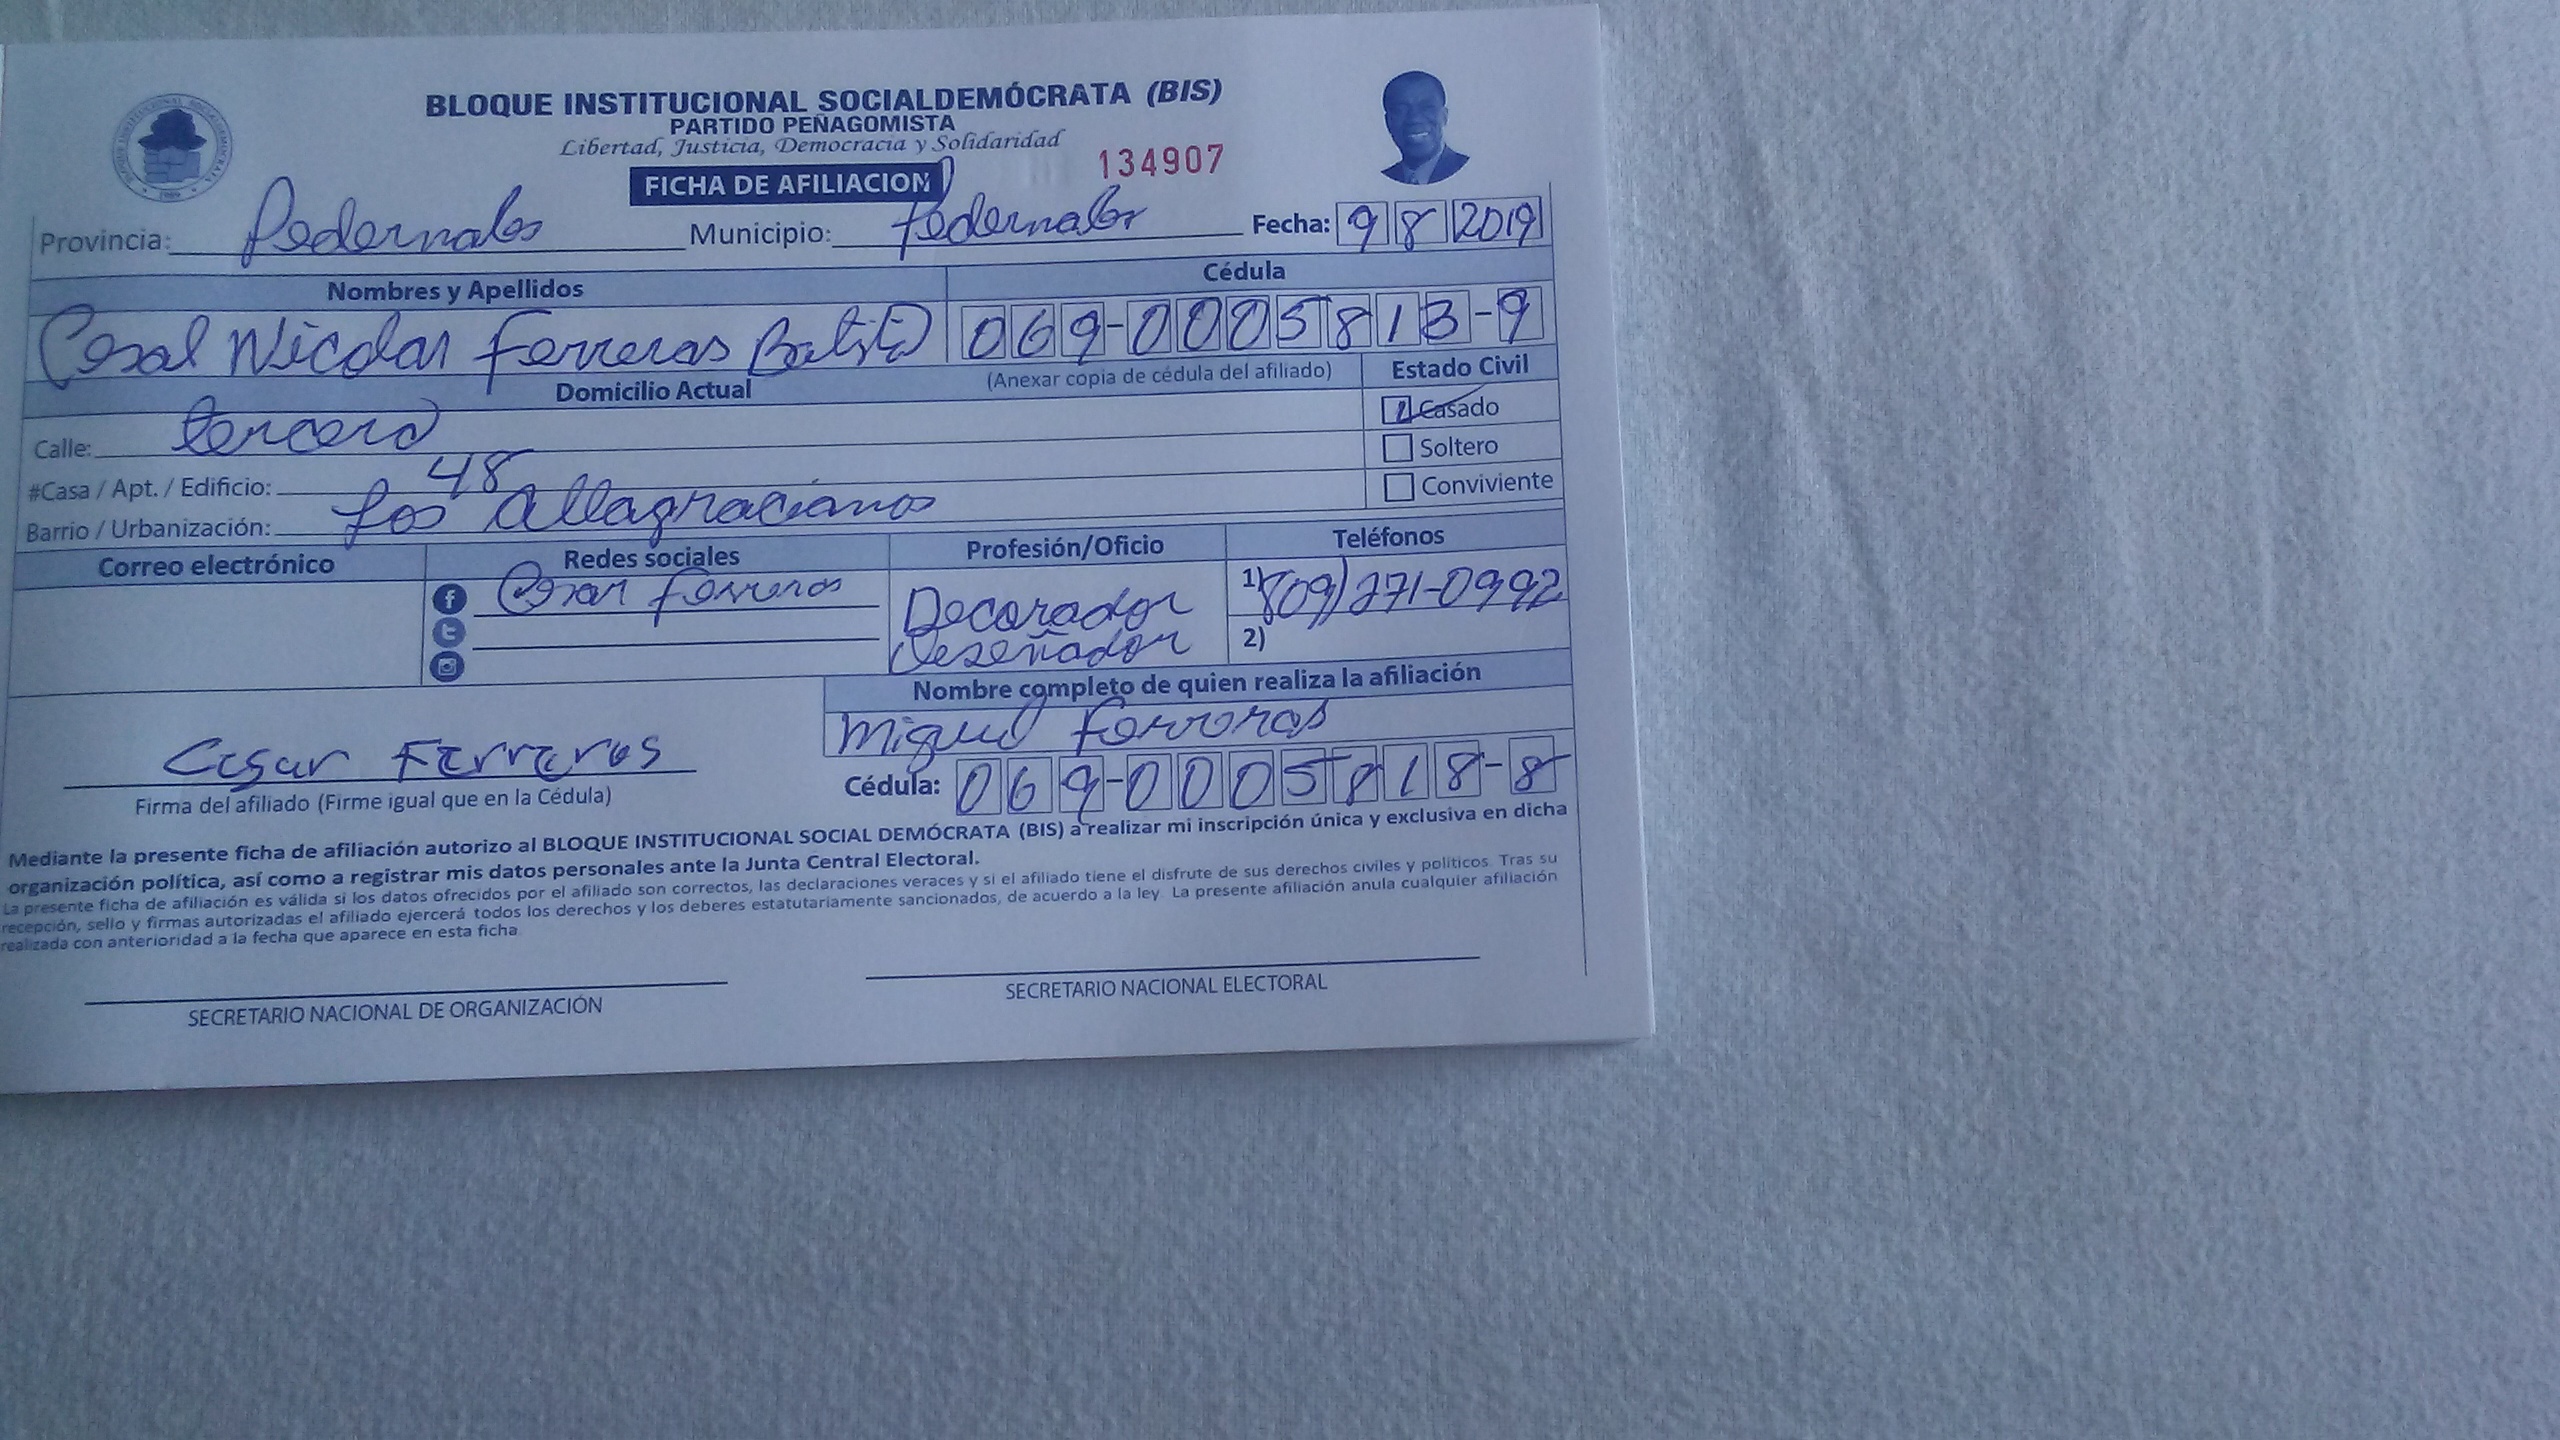 BLOQUE INSTITUCIONAL SOCIALDEMÓCRATA (BIS)
PARTIDO PEÑAGOMISTA
Libertad, Justicia, Democracia y Solidaridad
134907
FICHA DE AFILIACION
Provincia: Pedernales Municipio: Pedernales Fecha: 9 8 2019
Nombres y Apellidos Cédula
Cesal Nicolas Ferreras Batista 069-0005813-9
Domicilio Actual (Anexar copia de cédula del afiliado) Estado Civil
Calle: tercera Casado
#Casa / Apt. / Edificio: 48 Soltero
Barrio / Urbanización: Los Altagracianos Conviviente
Correo electrónico Redes sociales Profesión/Oficio Teléfonos
Cesar Ferreras Decorador 1) (809) 271-0992
Deseñador 2)
Nombre completo de quien realiza la afiliación
Miguel Ferreras
Cesar Ferreras Cédula: 069-0005818-8
Firma del afiliado (Firme igual que en la Cédula)
Mediante la presente ficha de afiliación autorizo al BLOQUE INSTITUCIONAL SOCIAL DEMÓCRATA (BIS) a realizar mi inscripción única y exclusiva en dicha
organización política, así como a registrar mis datos personales ante la Junta Central Electoral.
La presente ficha de afiliación es válida si los datos ofrecidos por el afiliado son correctos, las declaraciones veraces y si el afiliado tiene el disfrute de sus derechos civiles y políticos. Tras su
recepción, sello y firmas autorizadas el afiliado ejercerá todos los derechos y los deberes estatutariamente sancionados, de acuerdo a la ley. La presente afiliación anula cualquier afiliación
realizada con anterioridad a la fecha que aparece en esta ficha
SECRETARIO NACIONAL DE ORGANIZACIÓN SECRETARIO NACIONAL ELECTORAL